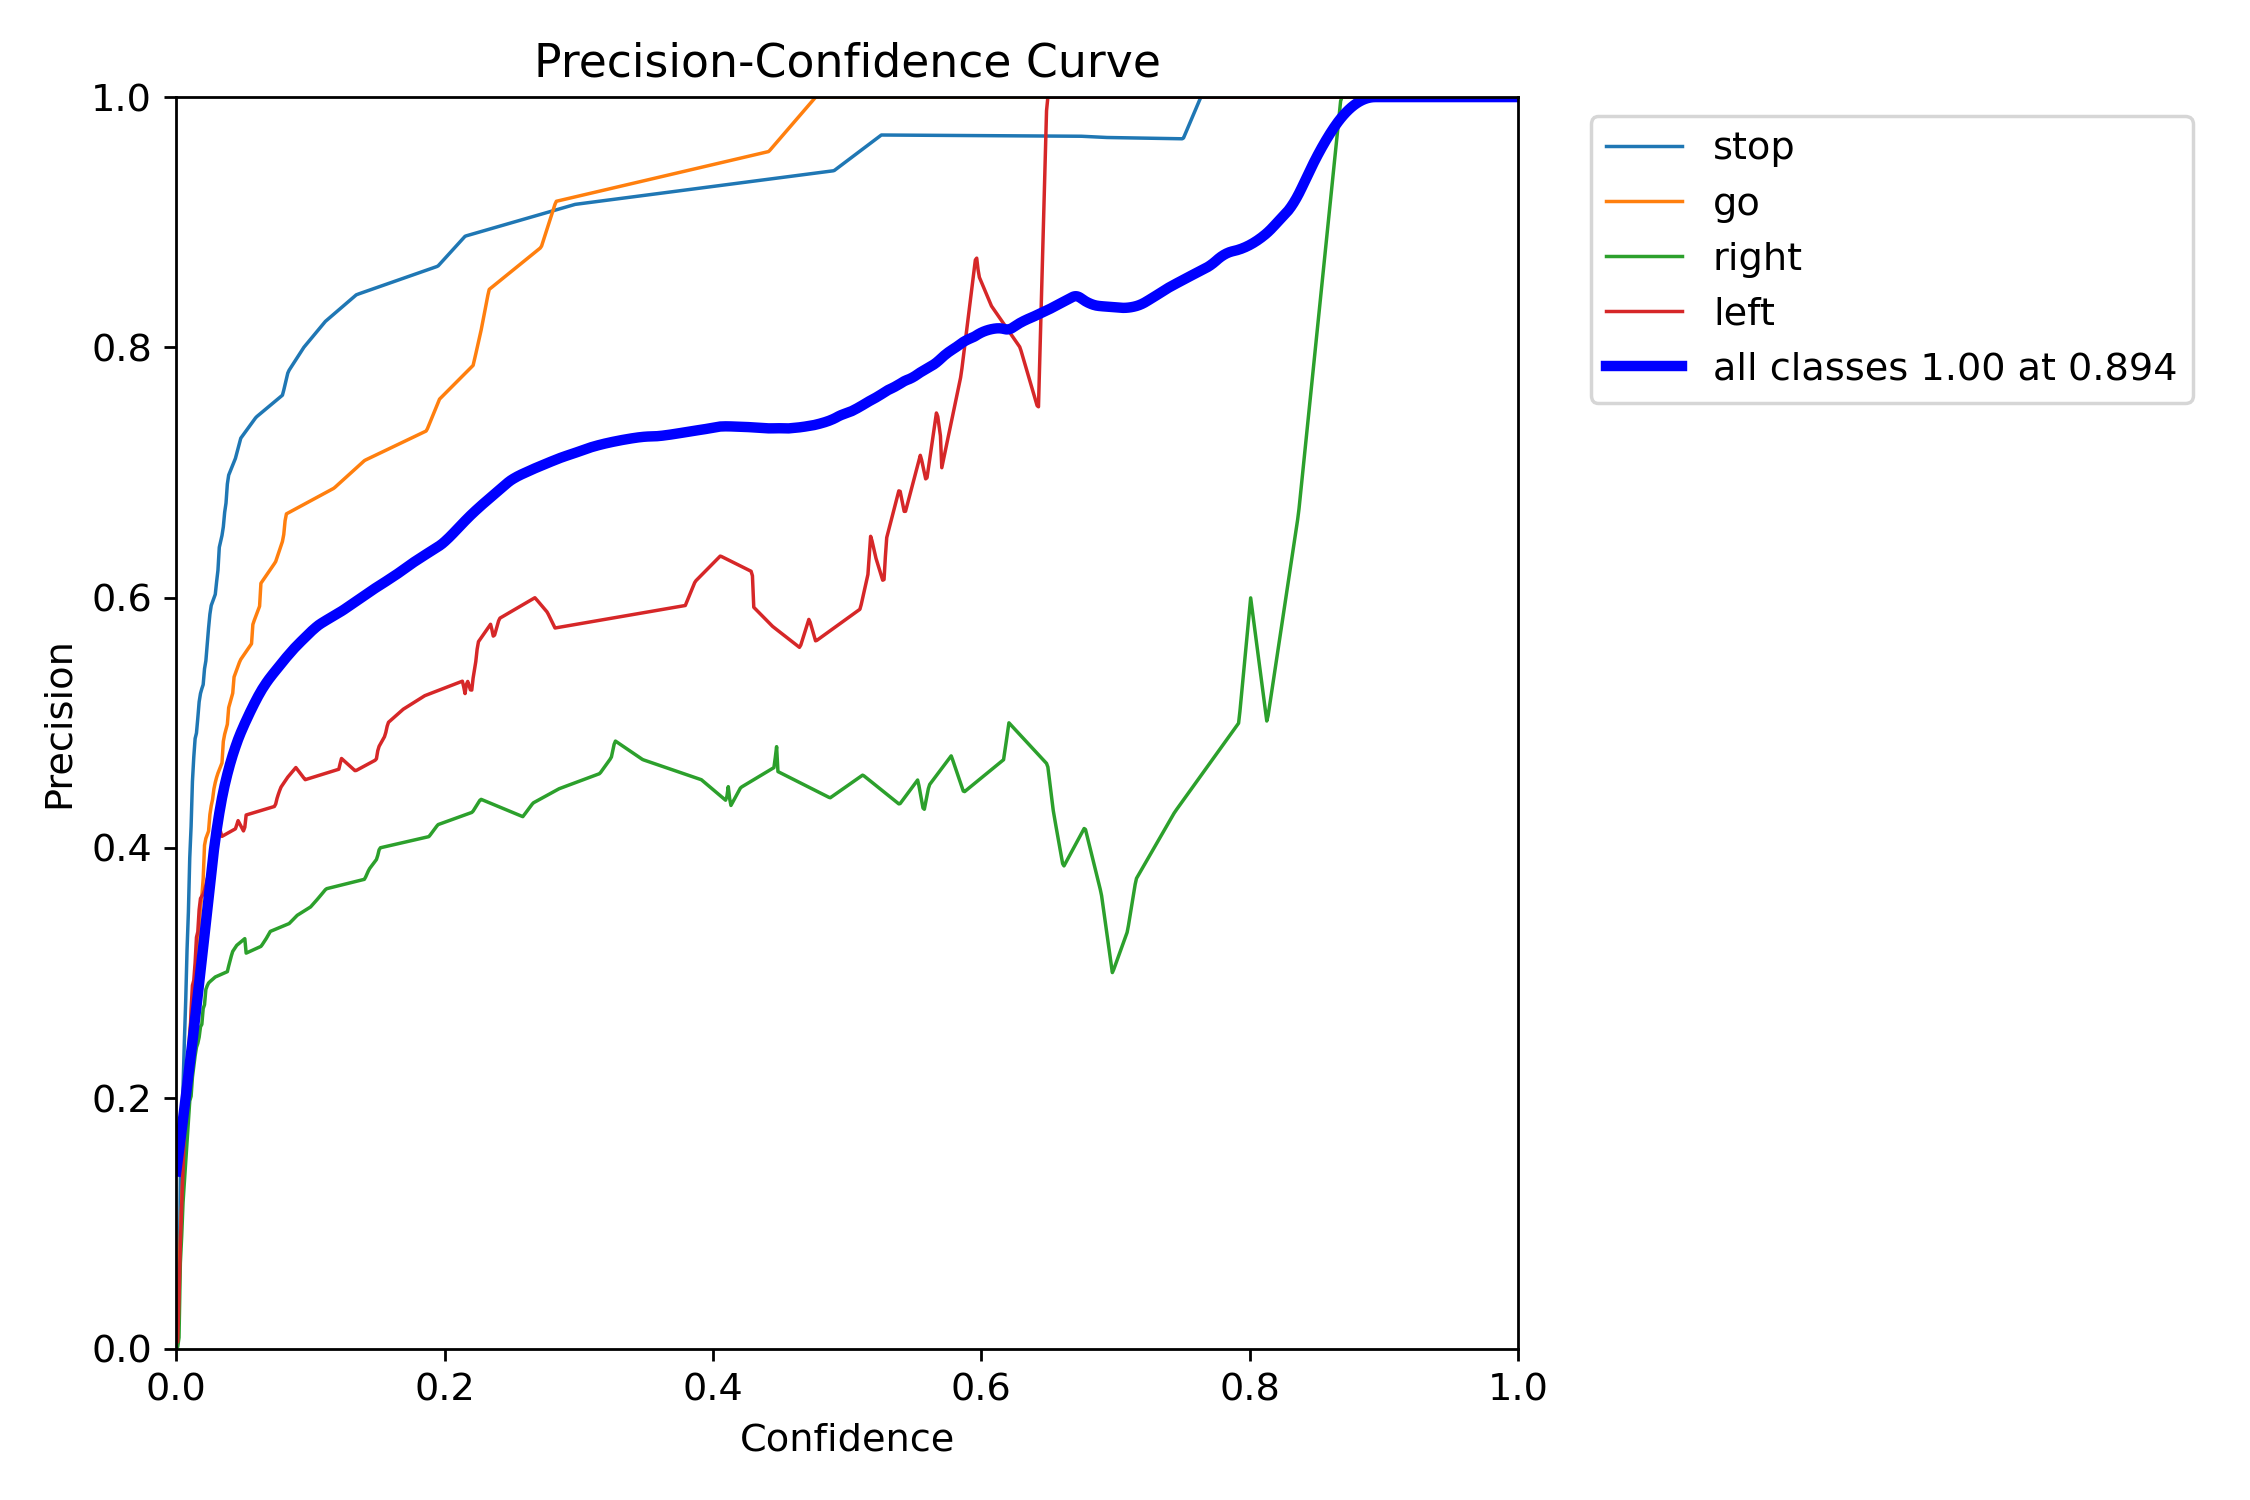 Precision-Confidence Curve
1.0
0.8
0.6
0.4
0.2
0.0
Precision
0.0 0.2 0.4 0.6 0.8 1.0
Confidence
stop
go
right
left
all classes 1.00 at 0.894